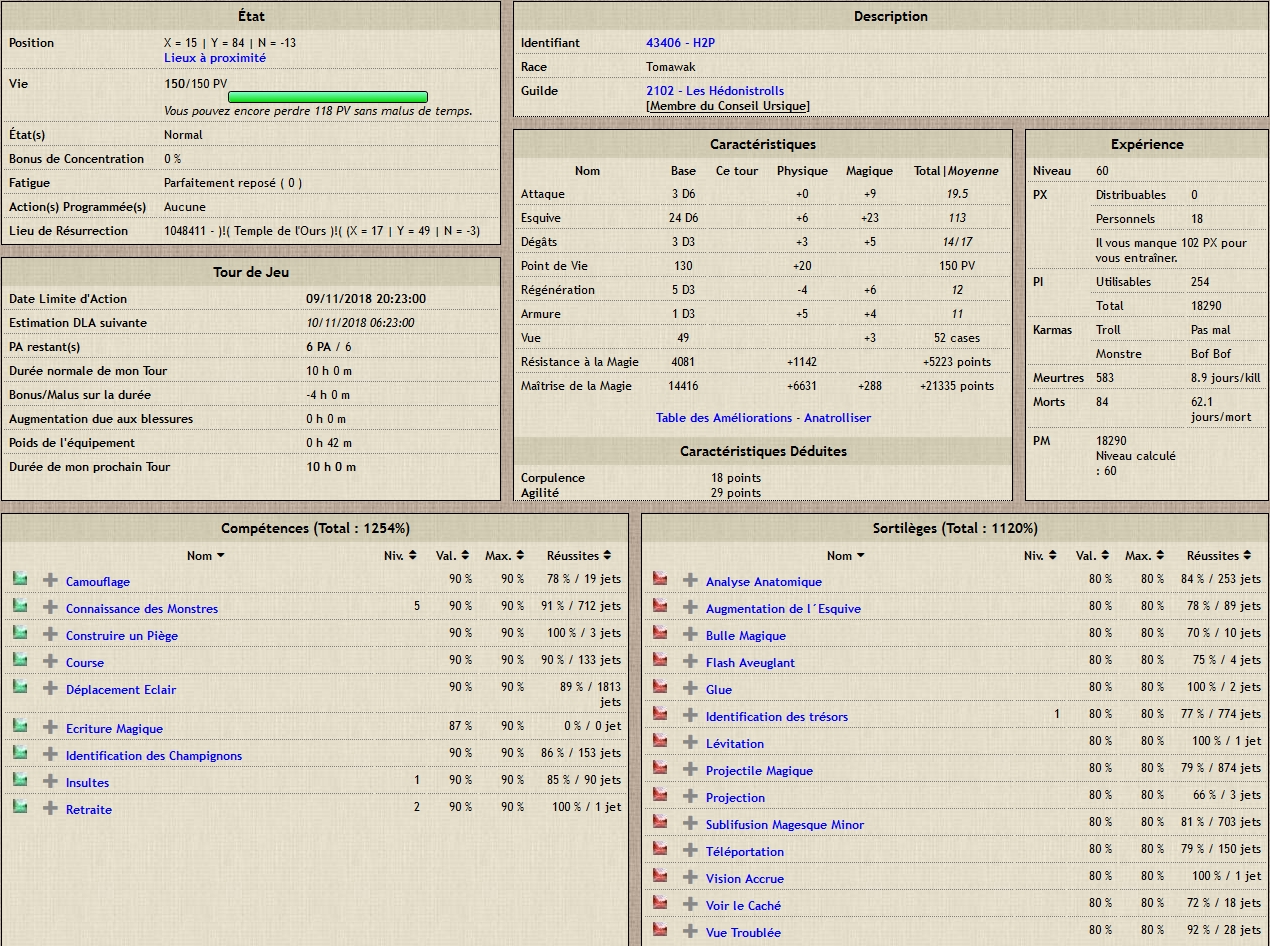 État
Position X = 15 | Y = 84 | N = -13
Lieux à proximité
Vie 150/150 PV
Vous pouvez encore perdre 118 PV sans malus de temps.
État(s) Normal
Bonus de Concentration 0 %
Fatigue Parfaitement reposé ( 0 )
Action(s) Programmée(s) Aucune
Lieu de Résurrection 1048411 - )!( Temple de l'Ours )!( (X = 17 | Y = 49 | N = -3)
Tour de Jeu
Date Limite d'Action 09/11/2018 20:23:00
Estimation DLA suivante 10/11/2018 06:23:00
PA restant(s) 6 PA / 6
Durée normale de mon Tour 10 h 0 m
Bonus/Malus sur la durée -4 h 0 m
Augmentation due aux blessures 0 h 0 m
Poids de l'équipement 0 h 42 m
Durée de mon prochain Tour 10 h 0 m
Description
Identifiant 43406 - H2P
Race Tomawak
Guilde 2102 - Les Hédonistrolls
[Membre du Conseil Ursique]
Caractéristiques
Nom Base Ce tour Physique Magique Total|Moyenne
Attaque 3 D6 +0 +9 19.5
Esquive 24 D6 +6 +23 113
Dégâts 3 D3 +3 +5 14/17
Point de Vie 130 +20 150 PV
Régénération 5 D3 -4 +6 12
Armure 1 D3 +5 +4 11
Vue 49 +3 52 cases
Résistance à la Magie 4081 +1142 +5223 points
Maîtrise de la Magie 14416 +6631 +288 +21335 points
Table des Améliorations - Anatrolliser
Caractéristiques Déduites
Corpulence 18 points
Agilité 29 points
Expérience
Niveau 60
PX Distribuables 0
Personnels 18
Il vous manque 102 PX pour
vous entraîner.
PI Utilisables 254
Total 18290
Karmas Troll Pas mal
Monstre Bof Bof
Meurtres 583 8.9 jours/kill
Morts 84 62.1
jours/mort
PM 18290
Niveau calculé
: 60
Compétences (Total : 1254%)
Nom Niv. Val. Max. Réussites
Camouflage 90 % 90 % 78 % / 19 jets
Connaissance des Monstres 5 90 % 90 % 91 % / 712 jets
Construire un Piège 90 % 90 % 100 % / 3 jets
Course 90 % 90 % 90 % / 133 jets
Déplacement Eclair 90 % 90 % 89 % / 1813
jets
Ecriture Magique 87 % 90 % 0 % / 0 jet
Identification des Champignons 90 % 90 % 86 % / 153 jets
Insultes 1 90 % 90 % 85 % / 90 jets
Retraite 2 90 % 90 % 100 % / 1 jet
Sortilèges (Total : 1120%)
Nom Niv. Val. Max. Réussites
Analyse Anatomique 80 % 80 % 84 % / 253 jets
Augmentation de l´Esquive 80 % 80 % 78 % / 89 jets
Bulle Magique 80 % 80 % 70 % / 10 jets
Flash Aveuglant 80 % 80 % 75 % / 4 jets
Glue 80 % 80 % 100 % / 2 jets
Identification des trésors 1 80 % 80 % 77 % / 774 jets
Lévitation 80 % 80 % 100 % / 1 jet
Projectile Magique 80 % 80 % 79 % / 874 jets
Projection 80 % 80 % 66 % / 3 jets
Sublifusion Magesque Minor 80 % 80 % 81 % / 703 jets
Téléportation 80 % 80 % 79 % / 150 jets
Vision Accrue 80 % 80 % 100 % / 1 jet
Voir le Caché 80 % 80 % 72 % / 18 jets
Vue Troublée 80 % 80 % 92 % / 28 jets